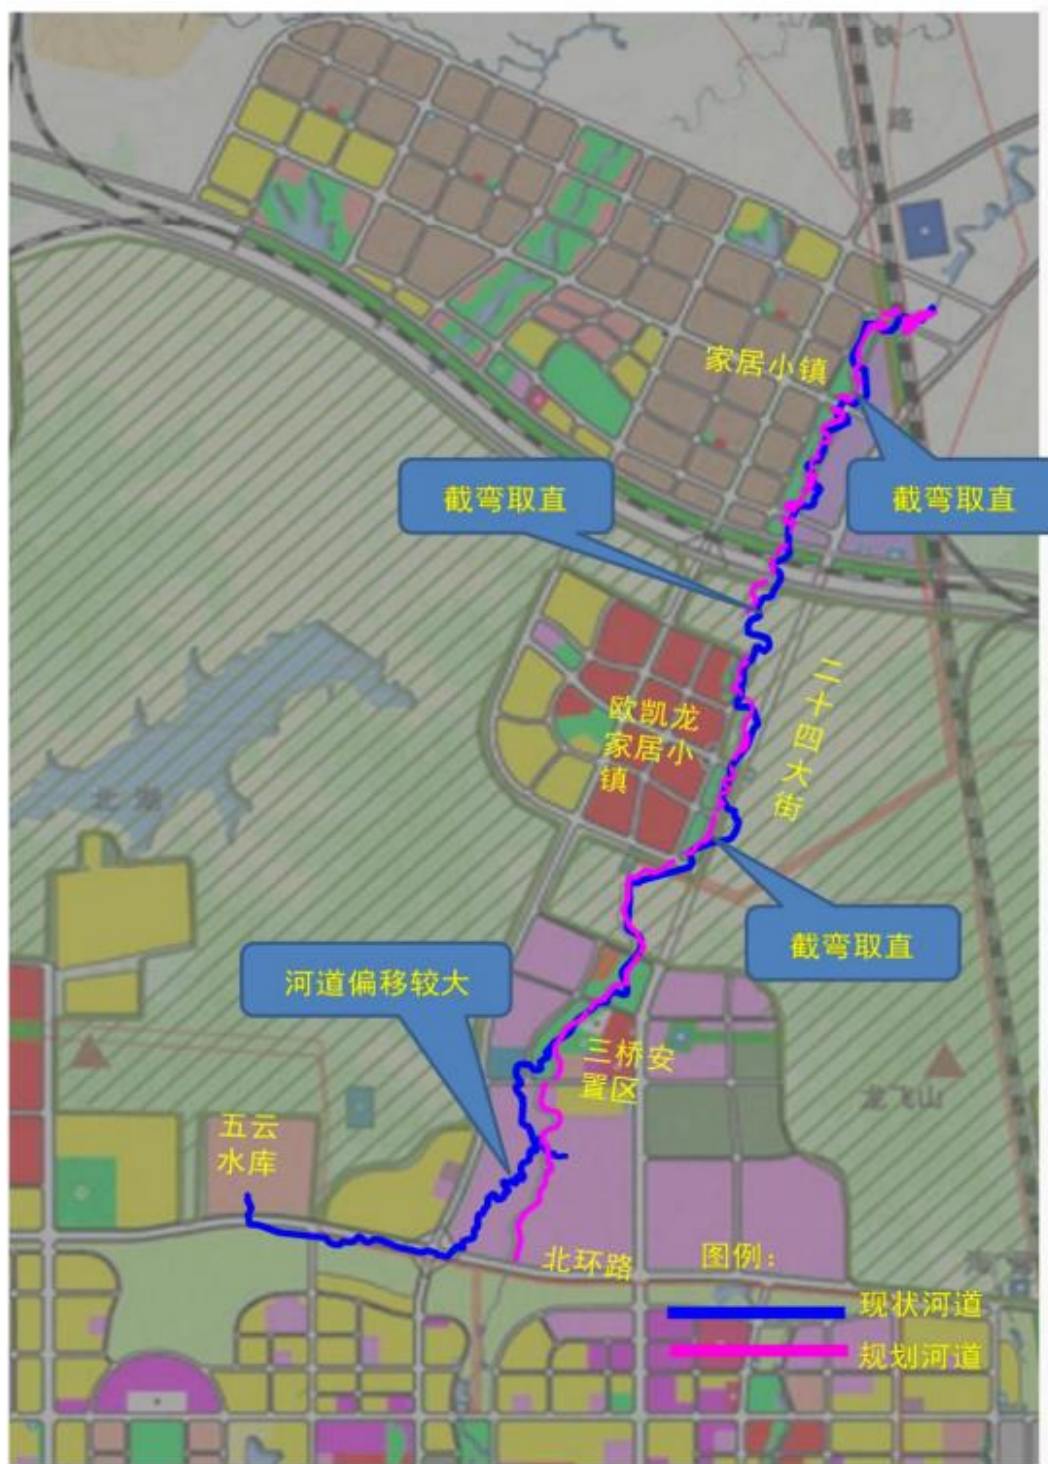 路
家居小镇
截弯取直
截弯取直
二十四大街
欧凯龙
家居小
镇
北湖
截弯取直
河道偏移较大
三桥安
置区
龙飞山
五云
水库
北环路
图例：
现状河道
规划河道